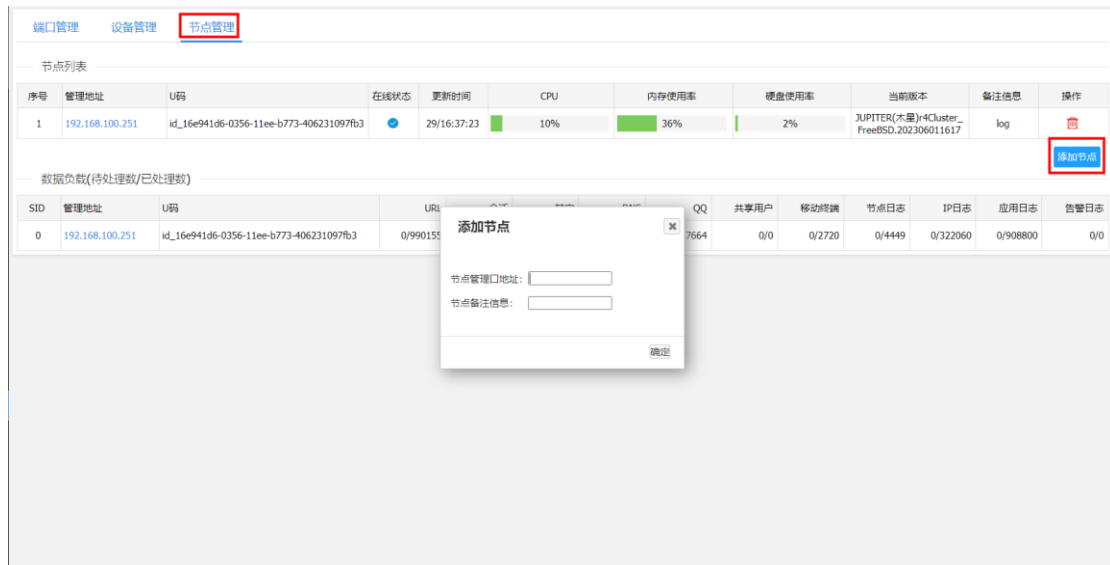 端口管理 设备管理 节点管理
节点列表
序号 管理地址 U码 在线状态 更新时间 CPU 内存使用率 硬盘使用率 当前版本 备注信息 操作
1 192.168.100.251 id_16e941d6-0356-11ee-b773-406231097fb3 29/16:37:23 10% 36% 2% JUPITER(木星)r4Cluster_ log
FreeBSD.202306011617
添加节点
数据负载(待处理数/已处理数)
SID 管理地址 U码 URL QQ 共享用户 移动终端 节点日志 IP日志 应用日志 告警日志
0 192.168.100.251 id_16e941d6-0356-11ee-b773-406231097fb3 0/990155 7664 0/0 0/2720 0/4449 0/322060 0/908800 0/0
添加节点
节点管理口地址:
节点备注信息:
确定